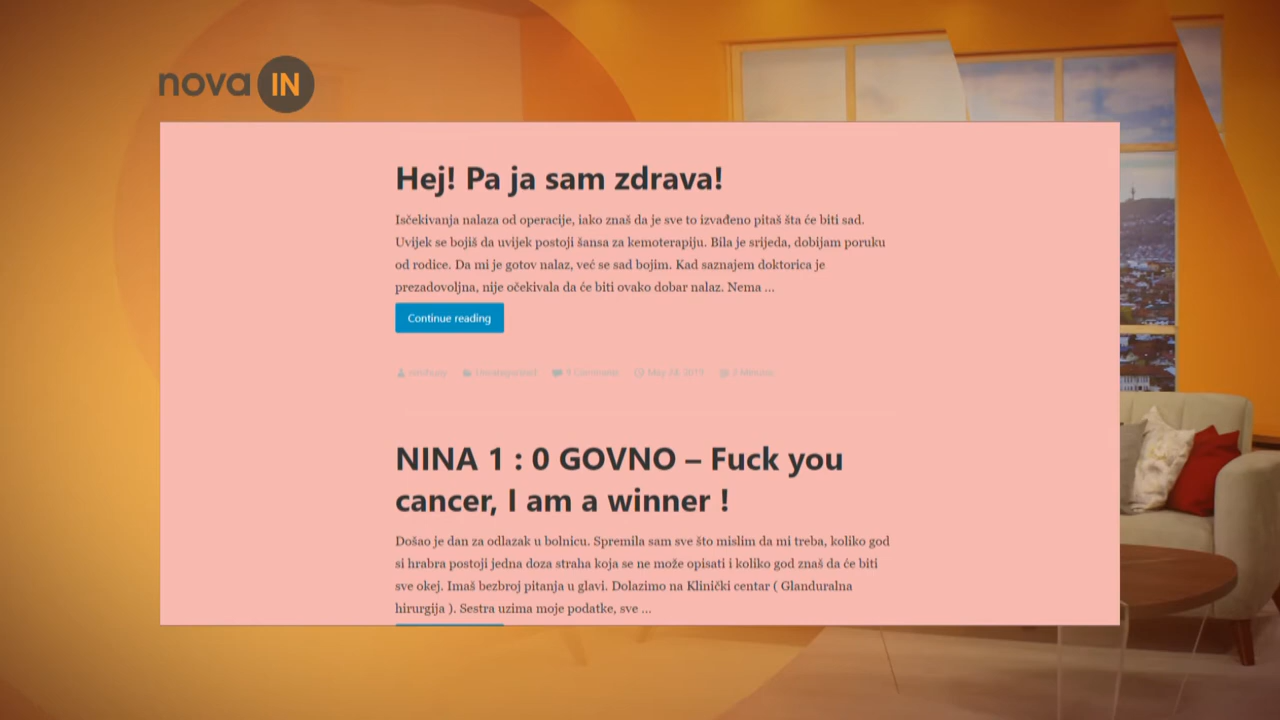 nova IN
Hej! Pa ja sam zdrava!
Isčekivanja nalaza od operacije, iako znaš da je sve to izvađeno pitaš šta će biti sad.
Uvijek se bojiš da uvijek postoji šansa za kemoterapiju. Bila je srijeda, dobijam poruku
od rodice. Da mi je gotov nalaz, već se sad bojim. Kad saznajem doktorica je
prezadovoljna, nije očekivala da će biti ovako dobar nalaz. Nema ...
Continue reading
Uncategorized 9 Comments May 2019 Minutes
NINA 1 : 0 GOVNO – Fuck you
cancer, I am a winner !
Došao je dan za odlazak u bolnicu. Spremila sam sve što mislim da mi treba, koliko god
si hrabra postoji jedna doza straha koja se ne može opisati i koliko god znaš da će biti
sve okej. Imaš bezbroj pitanja u glavi. Dolazimo na Klinički centar ( Glanduralna
hirurgija ). Sestra uzima moje podatke, sve ...